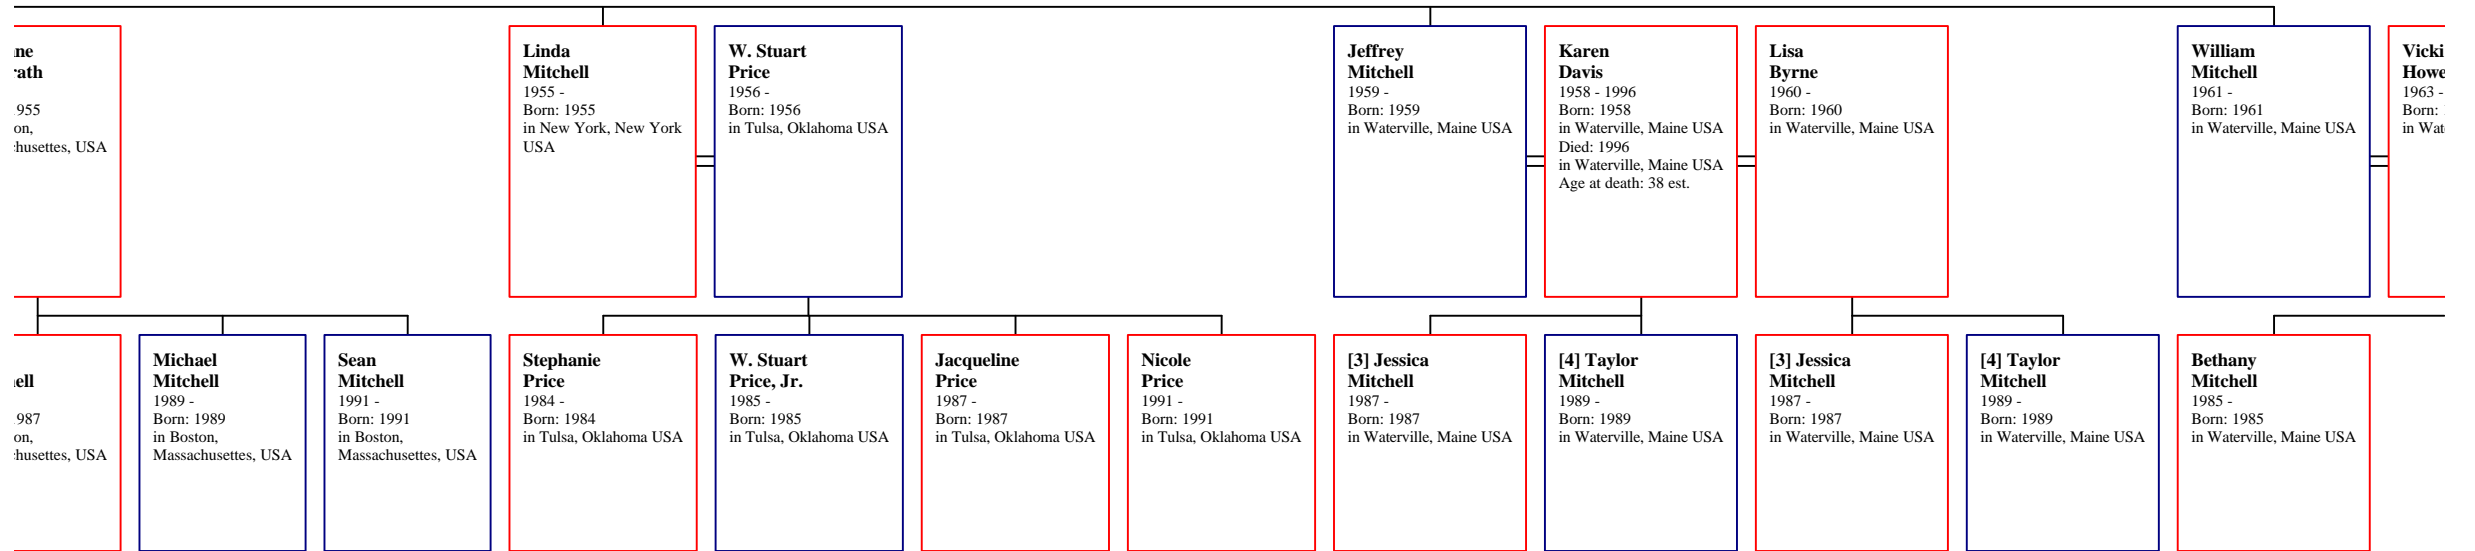 Linda
Mitchell
1955 -
Born: 1955
in New York, New York
USA
W. Stuart
Price
1956 -
Born: 1956
in Tulsa, Oklahoma USA
Jeffrey
Mitchell
1959 -
Born: 1959
in Waterville, Maine USA
Karen
Davis
1958 - 1996
Born: 1958
in Waterville, Maine USA
Died: 1996
in Waterville, Maine USA
Age at death: 38 est.
Lisa
Byrne
1960 -
Born: 1960
in Waterville, Maine USA
William
Mitchell
1961 -
Born: 1961
in Waterville, Maine USA
Vicki
1963 -
Born:
in
USA
Michael
Mitchell
1989 -
Born: 1989
in Boston,
Massachusettes, USA
Sean
Mitchell
1991 -
Born: 1991
in Boston,
Massachusettes, USA
Stephanie
Price
1984 -
Born: 1984
in Tulsa, Oklahoma USA
W. Stuart
Price, Jr.
1985 -
Born: 1985
in Tulsa, Oklahoma USA
Jacqueline
Price
1987 -
Born: 1987
in Tulsa, Oklahoma USA
Nicole
Price
1991 -
Born: 1991
in Tulsa, Oklahoma USA
[3] Jessica
Mitchell
1987 -
Born: 1987
in Waterville, Maine USA
[4] Taylor
Mitchell
1989 -
Born: 1989
in Waterville, Maine USA
[3] Jessica
Mitchell
1987 -
Born: 1987
in Waterville, Maine USA
[4] Taylor
Mitchell
1989 -
Born: 1989
in Waterville, Maine USA
Bethany
Mitchell
1985 -
Born: 1985
in Waterville, Maine USA